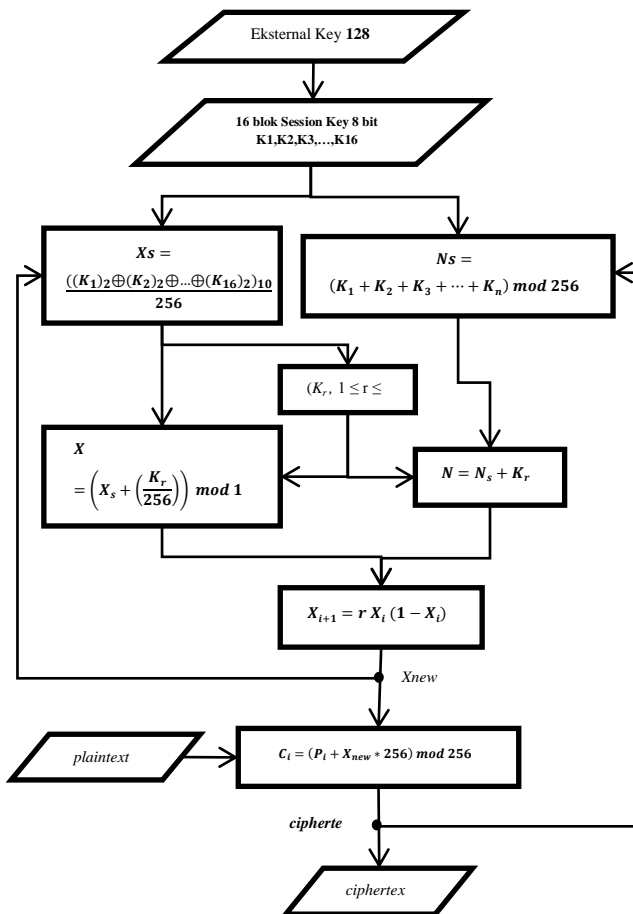 Eksternal Key 128
16 blok Session Key 8 bit
K1,K2,K3,…,K16
Xs =
((K₁)₂⊕(K₂)₂⊕…⊕(K₁₆)₂)₁₀
256
Ns =
(K₁ + K₂ + K₃ + ⋯ + Kₙ) mod 256
(Kᵣ, 1 ≤ r ≤
X
= (Xₛ + (Kᵣ/256)) mod 1
N = Nₛ + Kᵣ
Xᵢ₊₁ = r Xᵢ (1 − Xᵢ)
Xnew
plaintext
Cᵢ = (Pᵢ + Xₙₑw * 256) mod 256
cipherte
ciphertex